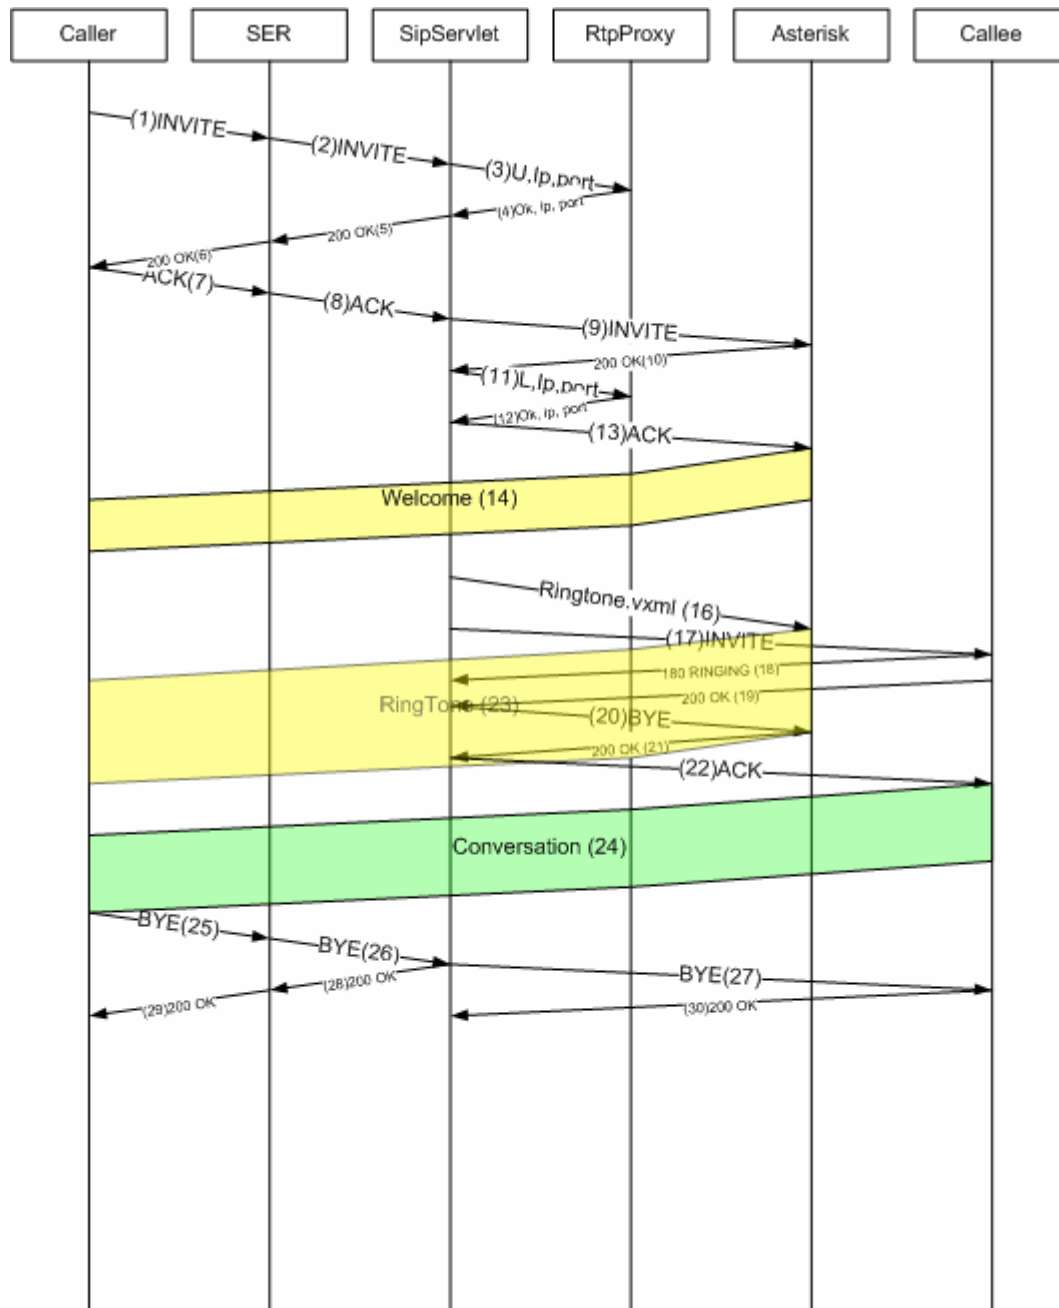 Caller
SER
SipServlet
RtpProxy
Asterisk
Callee
(1)INVITE
(2)INVITE
(3)U,Ip,port
(4)Ok, ip, port
200 OK(5)
200 OK(6)
ACK(7)
(8)ACK
(9)INVITE
200 OK(10)
(11)L,Ip,port
(12)Ok, ip, port
(13)ACK
Welcome (14)
Ringtone.vxml (16)
(17)INVITE
180 RINGING (18)
200 OK (19)
RingTone (23)
(20)BYE
200 OK (21)
(22)ACK
Conversation (24)
BYE(25)
BYE(26)
BYE(27)
(28)200 OK
(29)200 OK
(30)200 OK